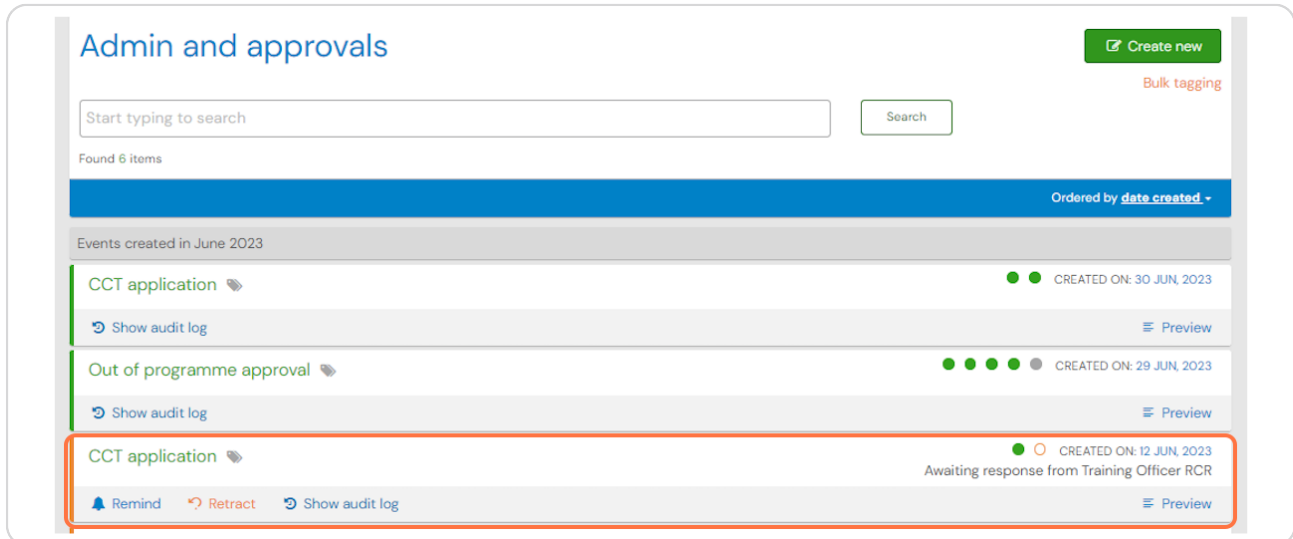 Admin and approvals
Create new
Bulk tagging
Start typing to search
Search
Found 6 items
Ordered by date created
Events created in June 2023
CCT application
CREATED ON: 30 JUN, 2023
Show audit log
Preview
Out of programme approval
CREATED ON: 29 JUN, 2023
Show audit log
Preview
CCT application
CREATED ON: 12 JUN, 2023
Awaiting response from Training Officer RCR
Remind Retract Show audit log
Preview